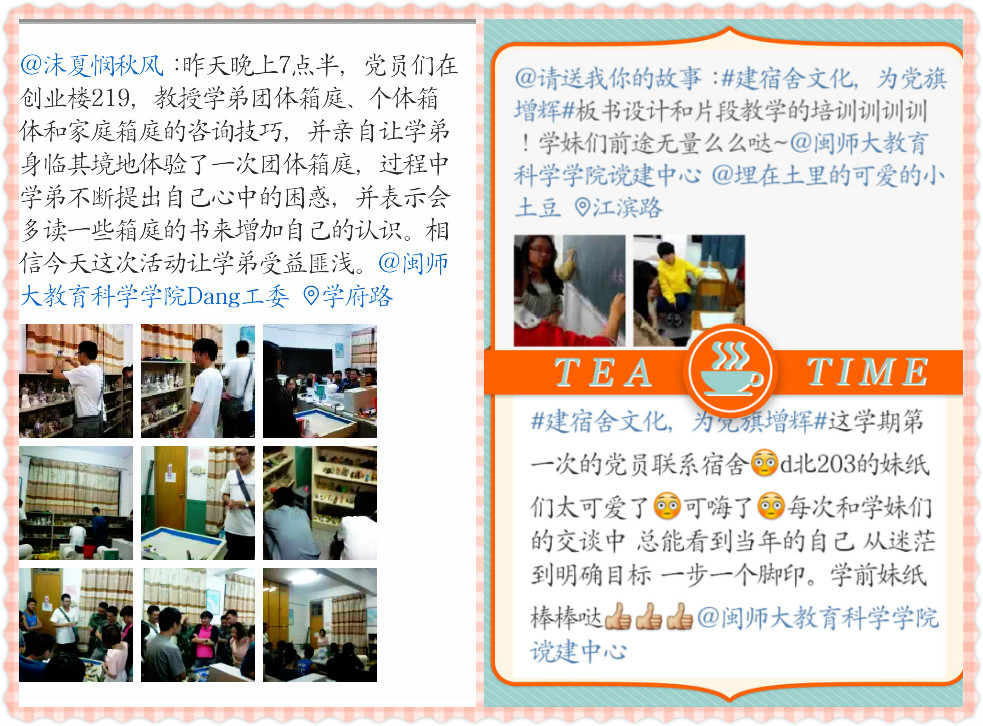 @沫夏悯秋风：昨天晚上7点半，党员们在
创业楼219，教授学弟团体箱庭、个体箱
体和家庭箱庭的咨询技巧，并亲自让学弟
身临其境地体验了一次团体箱庭，过程中
学弟不断提出自己心中的困惑，并表示会
多读一些箱庭的书来增加自己的认识。相
信今天这次活动让学弟受益匪浅。@闽师
大教育科学学院Dang工委 学府路
@请送我你的故事：#建宿舍文化，为党旗
增辉#板书设计和片段教学的培训训训训
！学妹们前途无量么么哒~@闽师大教育
科学学院谠建中心 @埋在土里的可爱的小
土豆 江滨路
TEA TIME
#建宿舍文化，为党旗增辉#这学期第
一次的党员联系宿舍😳d北203的妹纸
们太可爱了😳可嗨了😳每次和学妹们
的交谈中 总能看到当年的自己 从迷茫
到明确目标 一步一个脚印。学前妹纸
棒棒哒👍👍👍@闽师大教育科学学院
谠建中心